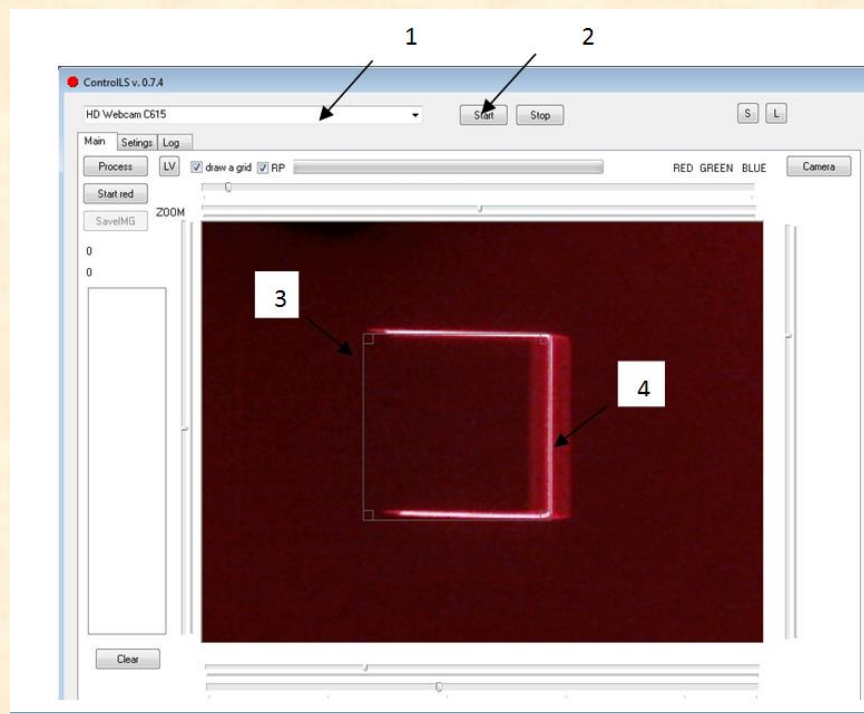 1 2
ControlLS v. 0.7.4
HD Webcam C615 Start Stop S L
Main Setings Log
Process LV draw a grid RP RED GREEN BLUE Camera
Start red
SaveIMG ZOOM
0
0
3
4
Clear